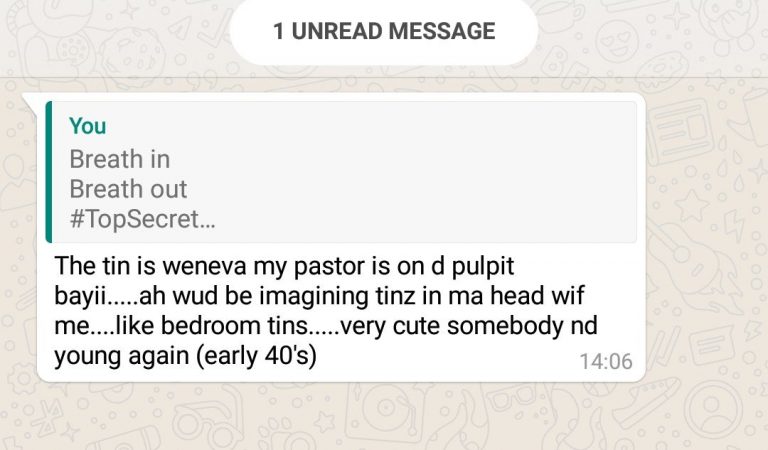 1 UNREAD MESSAGE
You
Breath in
Breath out
#TopSecret...
The tin is weneva my pastor is on d pulpit
bayii.....ah wud be imagining tinz in ma head wif
me....like bedroom tins.....very cute somebody nd
young again (early 40's)
14:06